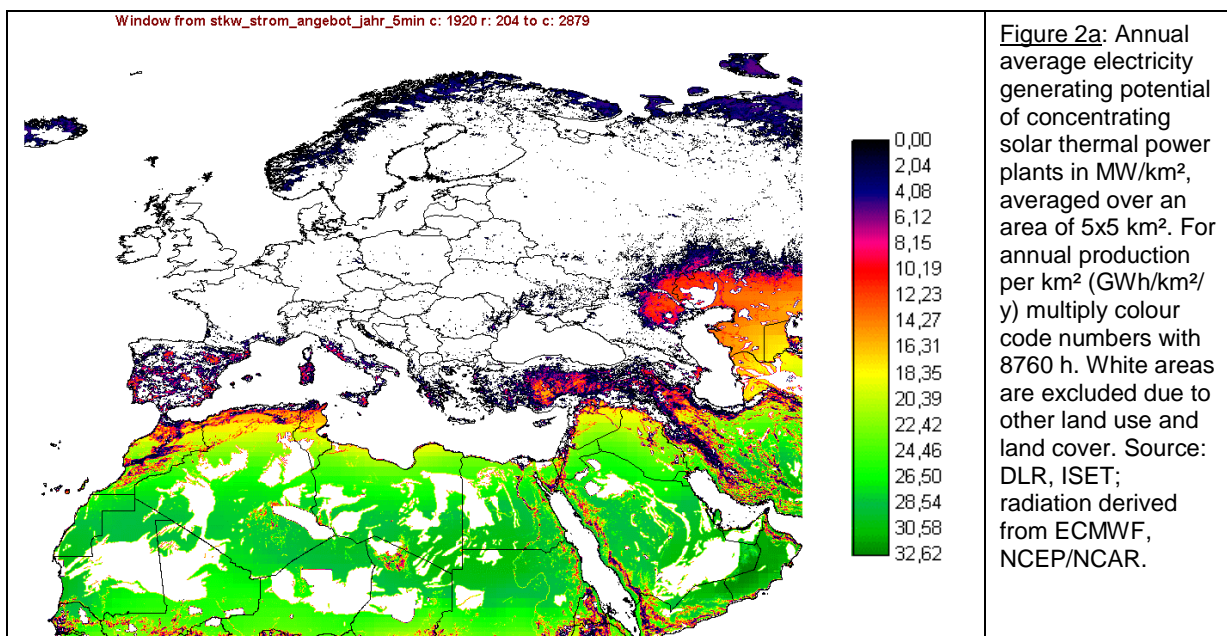 Window from stkw_strom_angebot_jahr_5min c: 1920 r: 204 to c: 2879
0,00
2,04
4,08
6,12
8,15
10,19
12,23
14,27
16,31
18,35
20,39
22,42
24,46
26,50
28,54
30,58
32,62
Figure 2a: Annual
average electricity
generating potential
of concentrating
solar thermal power
plants in MW/km²,
averaged over an
area of 5x5 km². For
annual production
per km² (GWh/km²/
y) multiply colour
code numbers with
8760 h. White areas
are excluded due to
other land use and
land cover. Source:
DLR, ISET;
radiation derived
from ECMWF,
NCEP/NCAR.